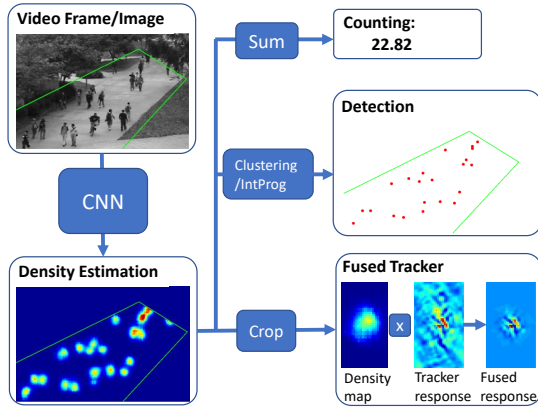 Video Frame/Image
Sum
Counting:
22.82
Detection
Clustering
/IntProg
CNN
Density Estimation
Fused Tracker
Crop
x
Density
map
Tracker
response
Fused
response